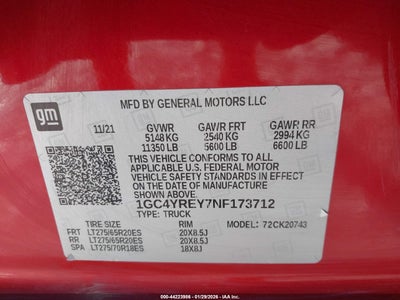 gm
MFD BY GENERAL MOTORS LLC
11/21 GVWR GAWR FRT GAWR RR
5148 KG 2540 KG 2994 KG
11350 LB 5600 LB 6600 LB
THIS VEHICLE CONFORMS TO ALL
APPLICABLE U.S. FEDERAL MOTOR
VEHICLE SAFETY STANDARDS IN
EFFECT ON THE DATE OF
MANUFACTURE SHOWN ABOVE.
1GC4YREY7NF173712
TYPE: TRUCK
TIRE SIZE RIM MODEL: 72CK20743
FRT LT275/65R20ES 20X8.5J
RR LT275/65R20ES 20X8.5J
SPA LT275/70R18ES 18X8J
ID: 44223986 - 01/29/2026 - IAA